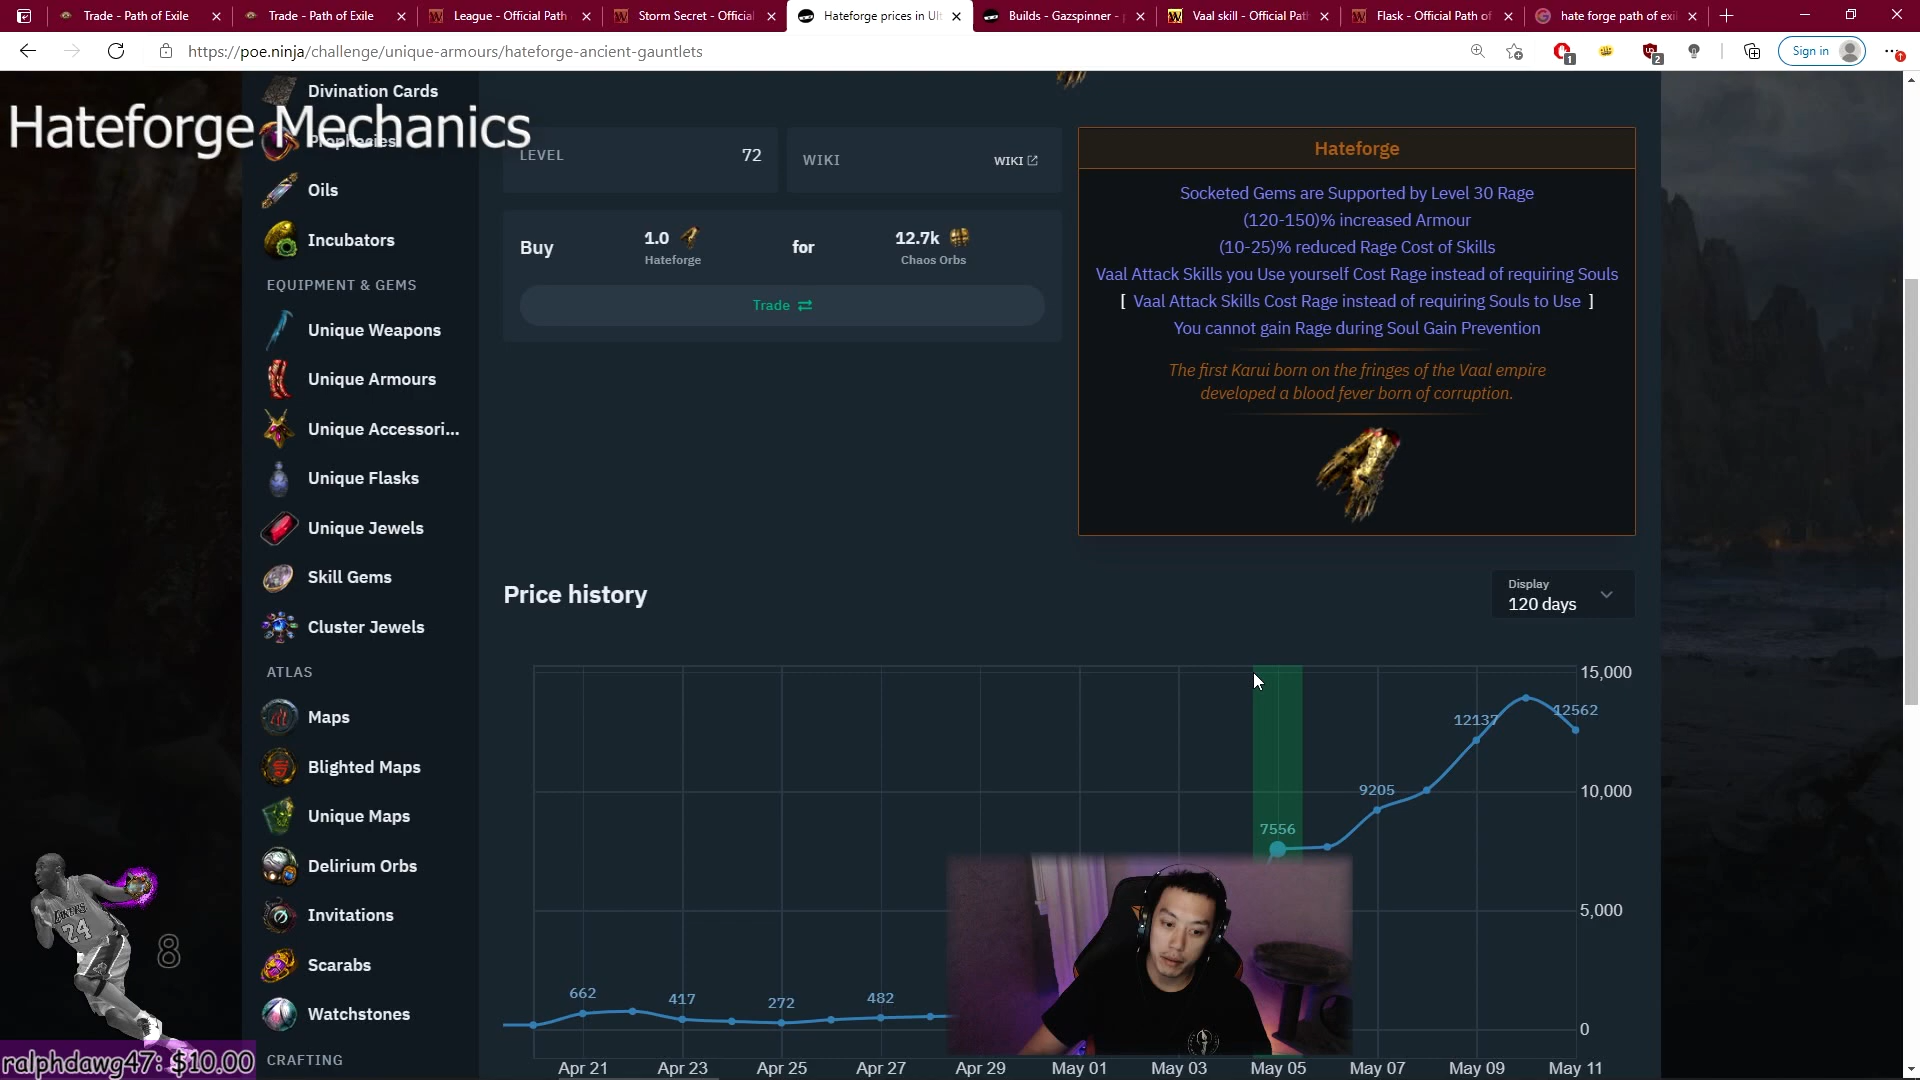 Trade - Path of Exile
Trade - Path of Exile
League - Official Path
Storm Secret - Official
Hateforge prices in Ult
Builds - Gazspinner -
Vaal skill - Official Path
Flask - Official Path of
hate forge path of exil
https://poe.ninja/challenge/unique-armours/hateforge-ancient-gauntlets
1
2
Sign in
Hateforge Mechanics
Divination Cards
Prophecies
Oils
Incubators
EQUIPMENT & GEMS
Unique Weapons
Unique Armours
Unique Accessori...
Unique Flasks
Unique Jewels
Skill Gems
Cluster Jewels
ATLAS
Maps
Blighted Maps
Unique Maps
Delirium Orbs
Invitations
Scarabs
Watchstones
CRAFTING
LEVEL
72
WIKI
WIKI
Buy
1.0
Hateforge
for
12.7k
Chaos Orbs
Trade
Hateforge
Socketed Gems are Supported by Level 30 Rage
(120-150)% increased Armour
(10-25)% reduced Rage Cost of Skills
Vaal Attack Skills you Use yourself Cost Rage instead of requiring Souls
[ Vaal Attack Skills Cost Rage instead of requiring Souls to Use ]
You cannot gain Rage during Soul Gain Prevention
The first Karui born on the fringes of the Vaal empire
developed a blood fever born of corruption.
Price history
Display
120 days
15,000
10,000
5,000
0
662
417
272
482
7556
9205
12137
12562
Apr 21
Apr 23
Apr 25
Apr 27
Apr 29
May 01
May 03
May 05
May 07
May 09
May 11
LAKERS
24
8
ralphdawg47: $10.00